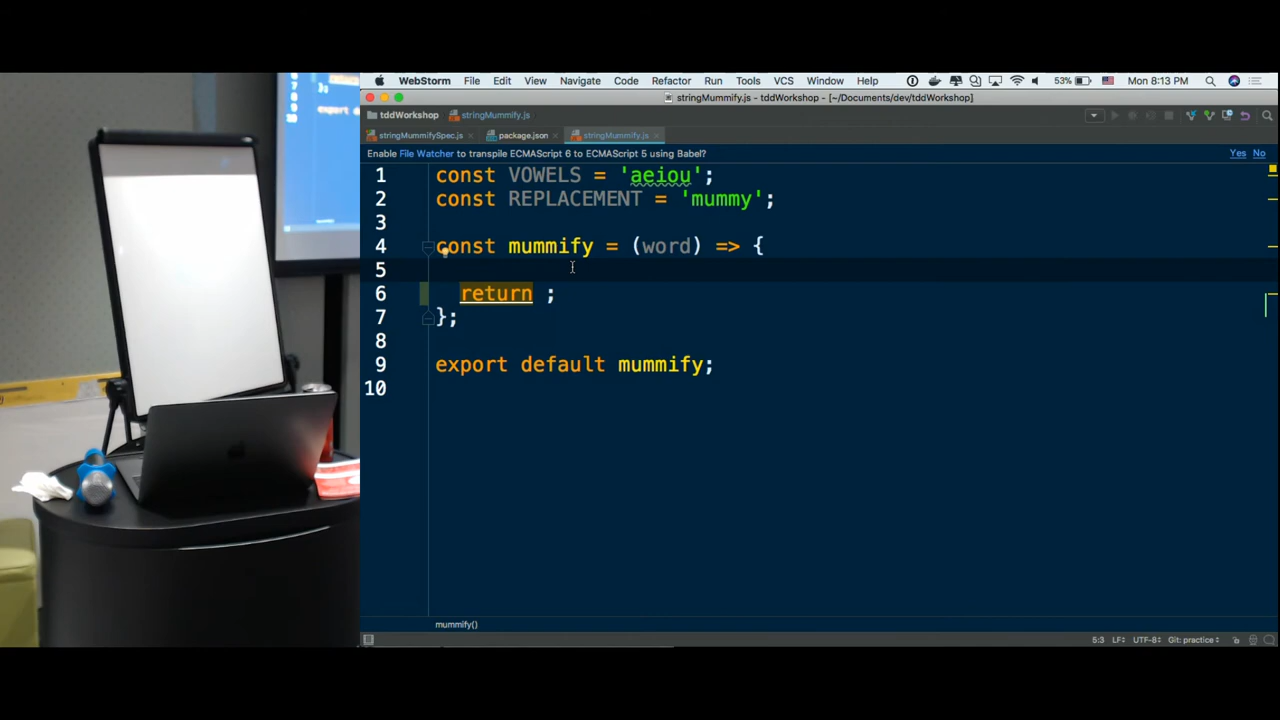 WebStorm File Edit View Navigate Code Refactor Run Tools VCS Window Help 53% Mon 8:13 PM
stringMummify.js - tddWorkshop - [~/Documents/dev/tddWorkshop]
tddWorkshop stringMummify.js
stringMummifySpec.js package.json stringMummify.js
Enable File Watcher to transpile ECMAScript 6 to ECMAScript 5 using Babel? Yes No
1 const VOWELS = 'aeiou';
2 const REPLACEMENT = 'mummy';
3
4 const mummify = (word) => {
5
6 return ;
7 };
8
9 export default mummify;
10
mummify()
5:3 LF÷ UTF-8÷ Git: practice÷